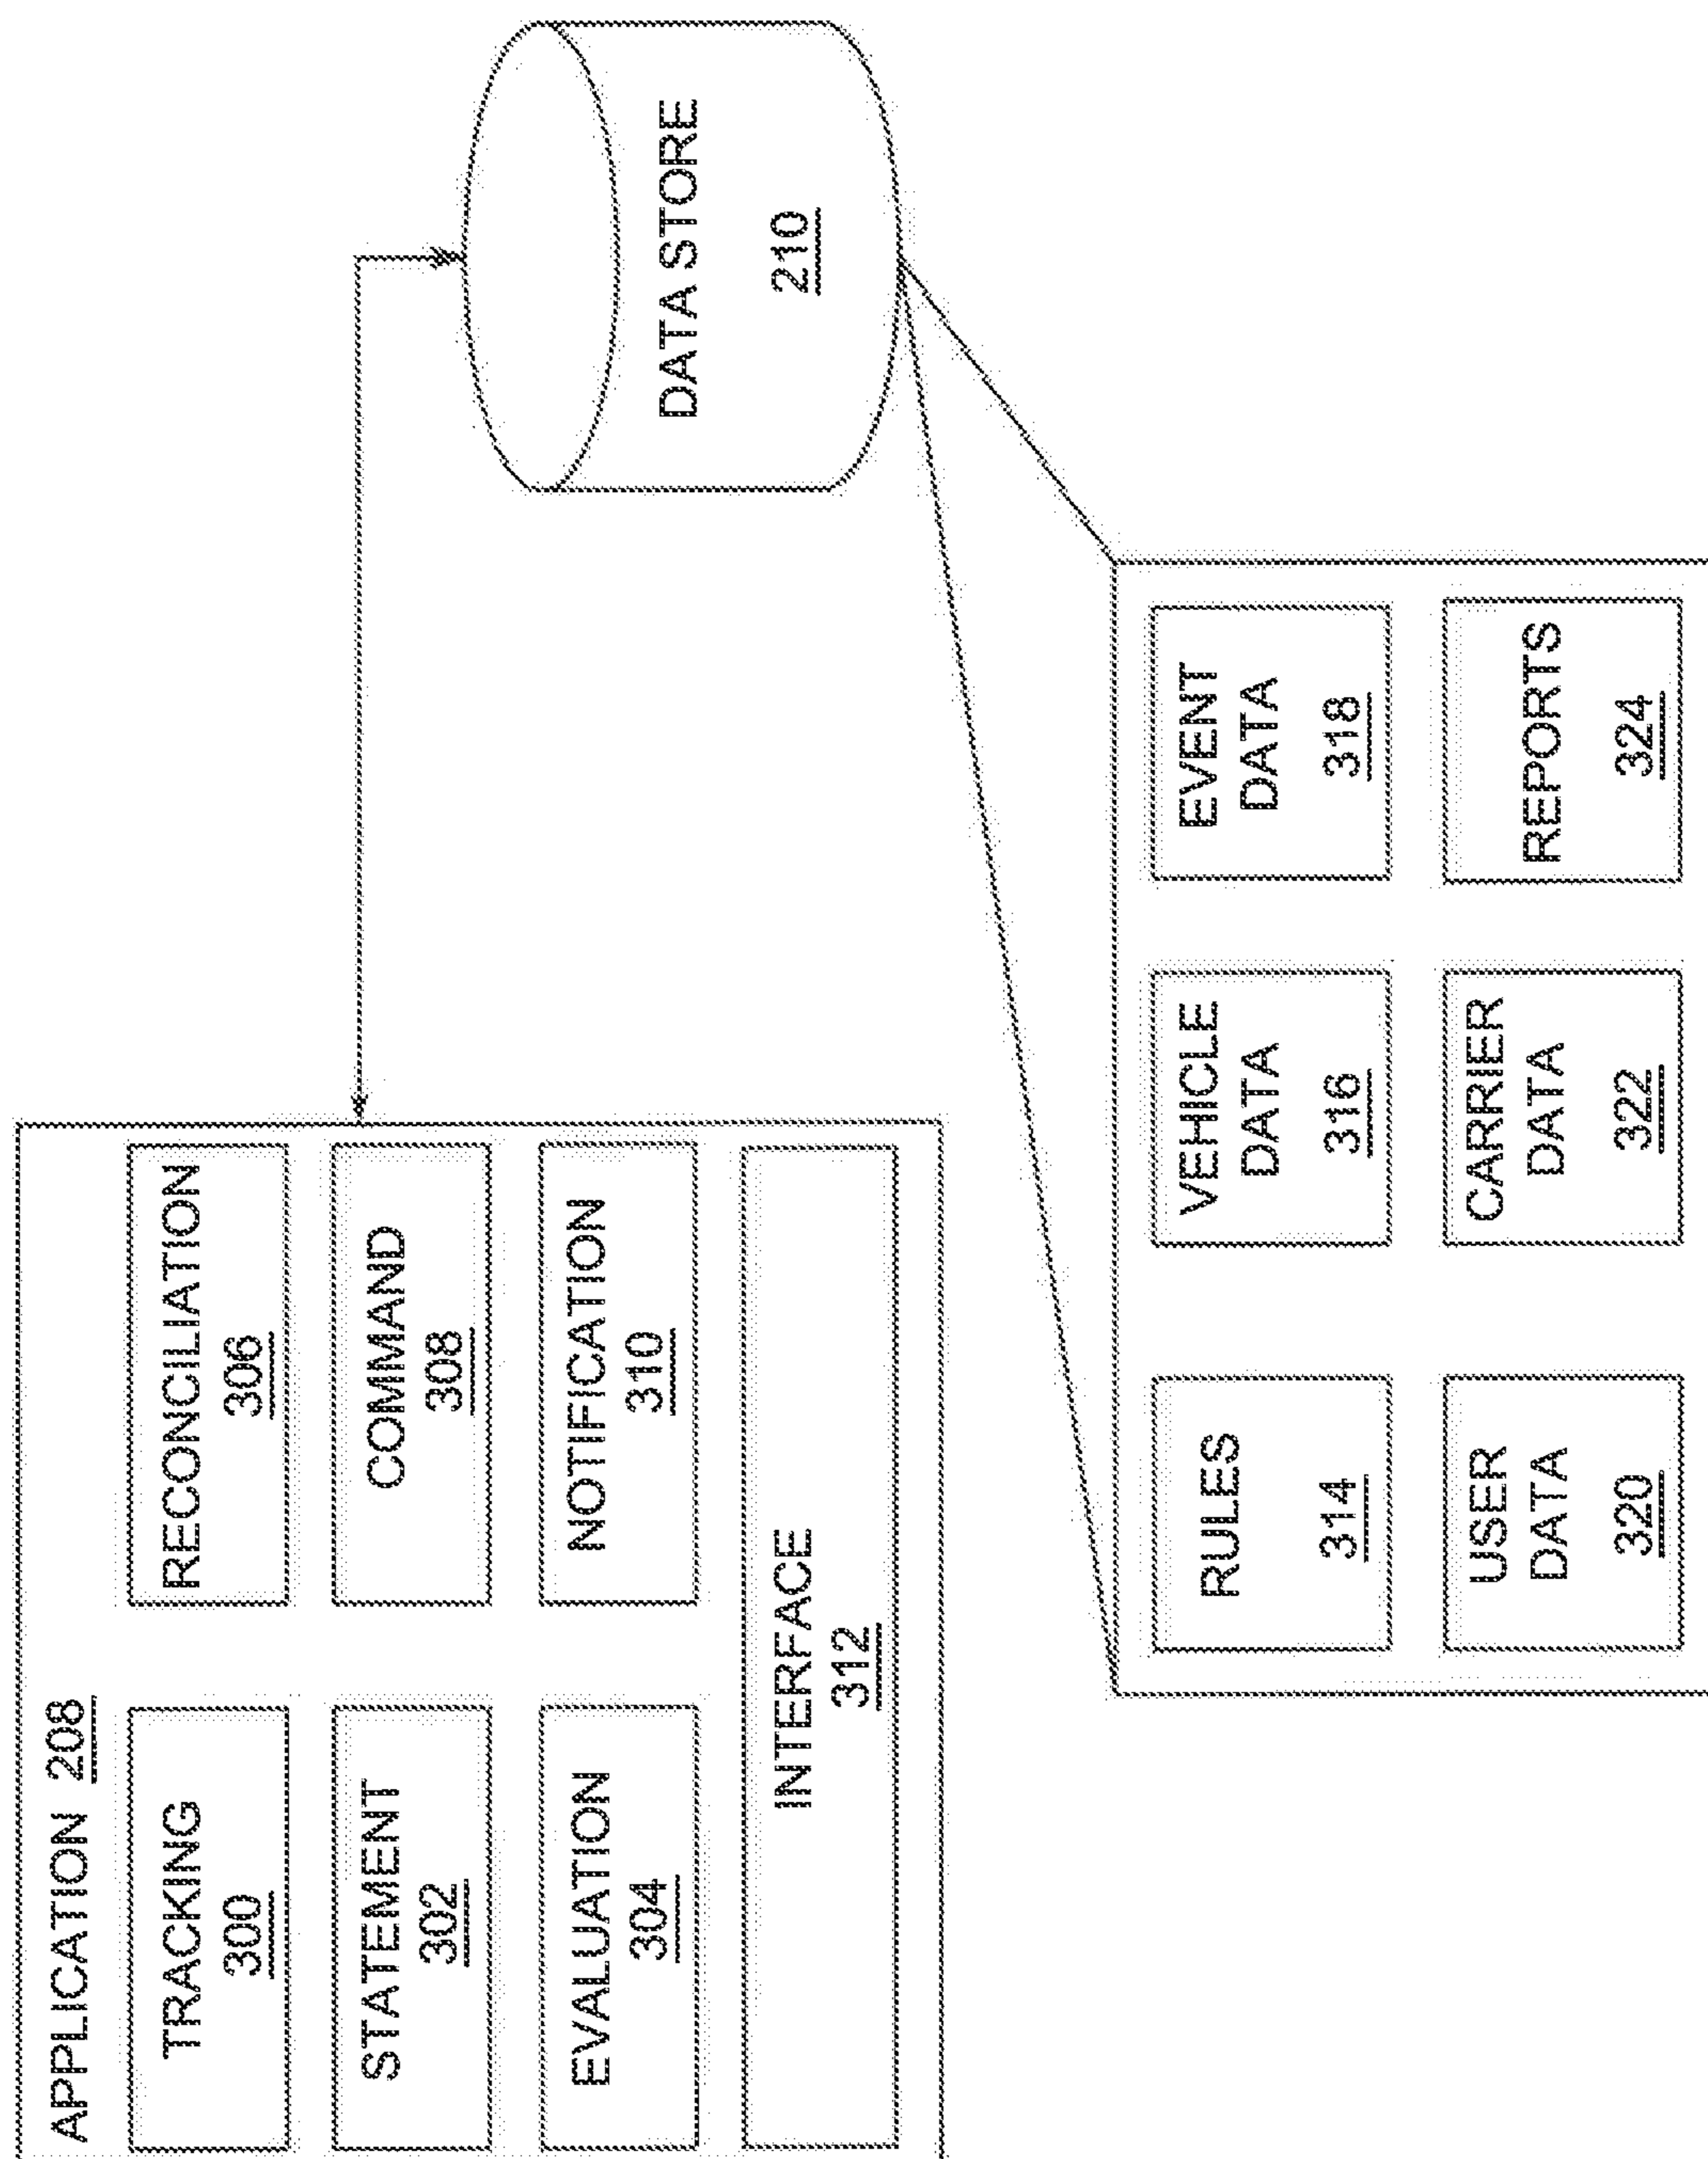 APPLICATION 208
TRACKING
300
RECONCILIATION
306
STATEMENT
302
COMMAND
308
EVALUATION
304
NOTIFICATION
310
INTERFACE
312
DATA STORE
210
RULES
314
VEHICLE
DATA
316
EVENT
DATA
318
USER
DATA
320
CARRIER
DATA
322
REPORTS
324